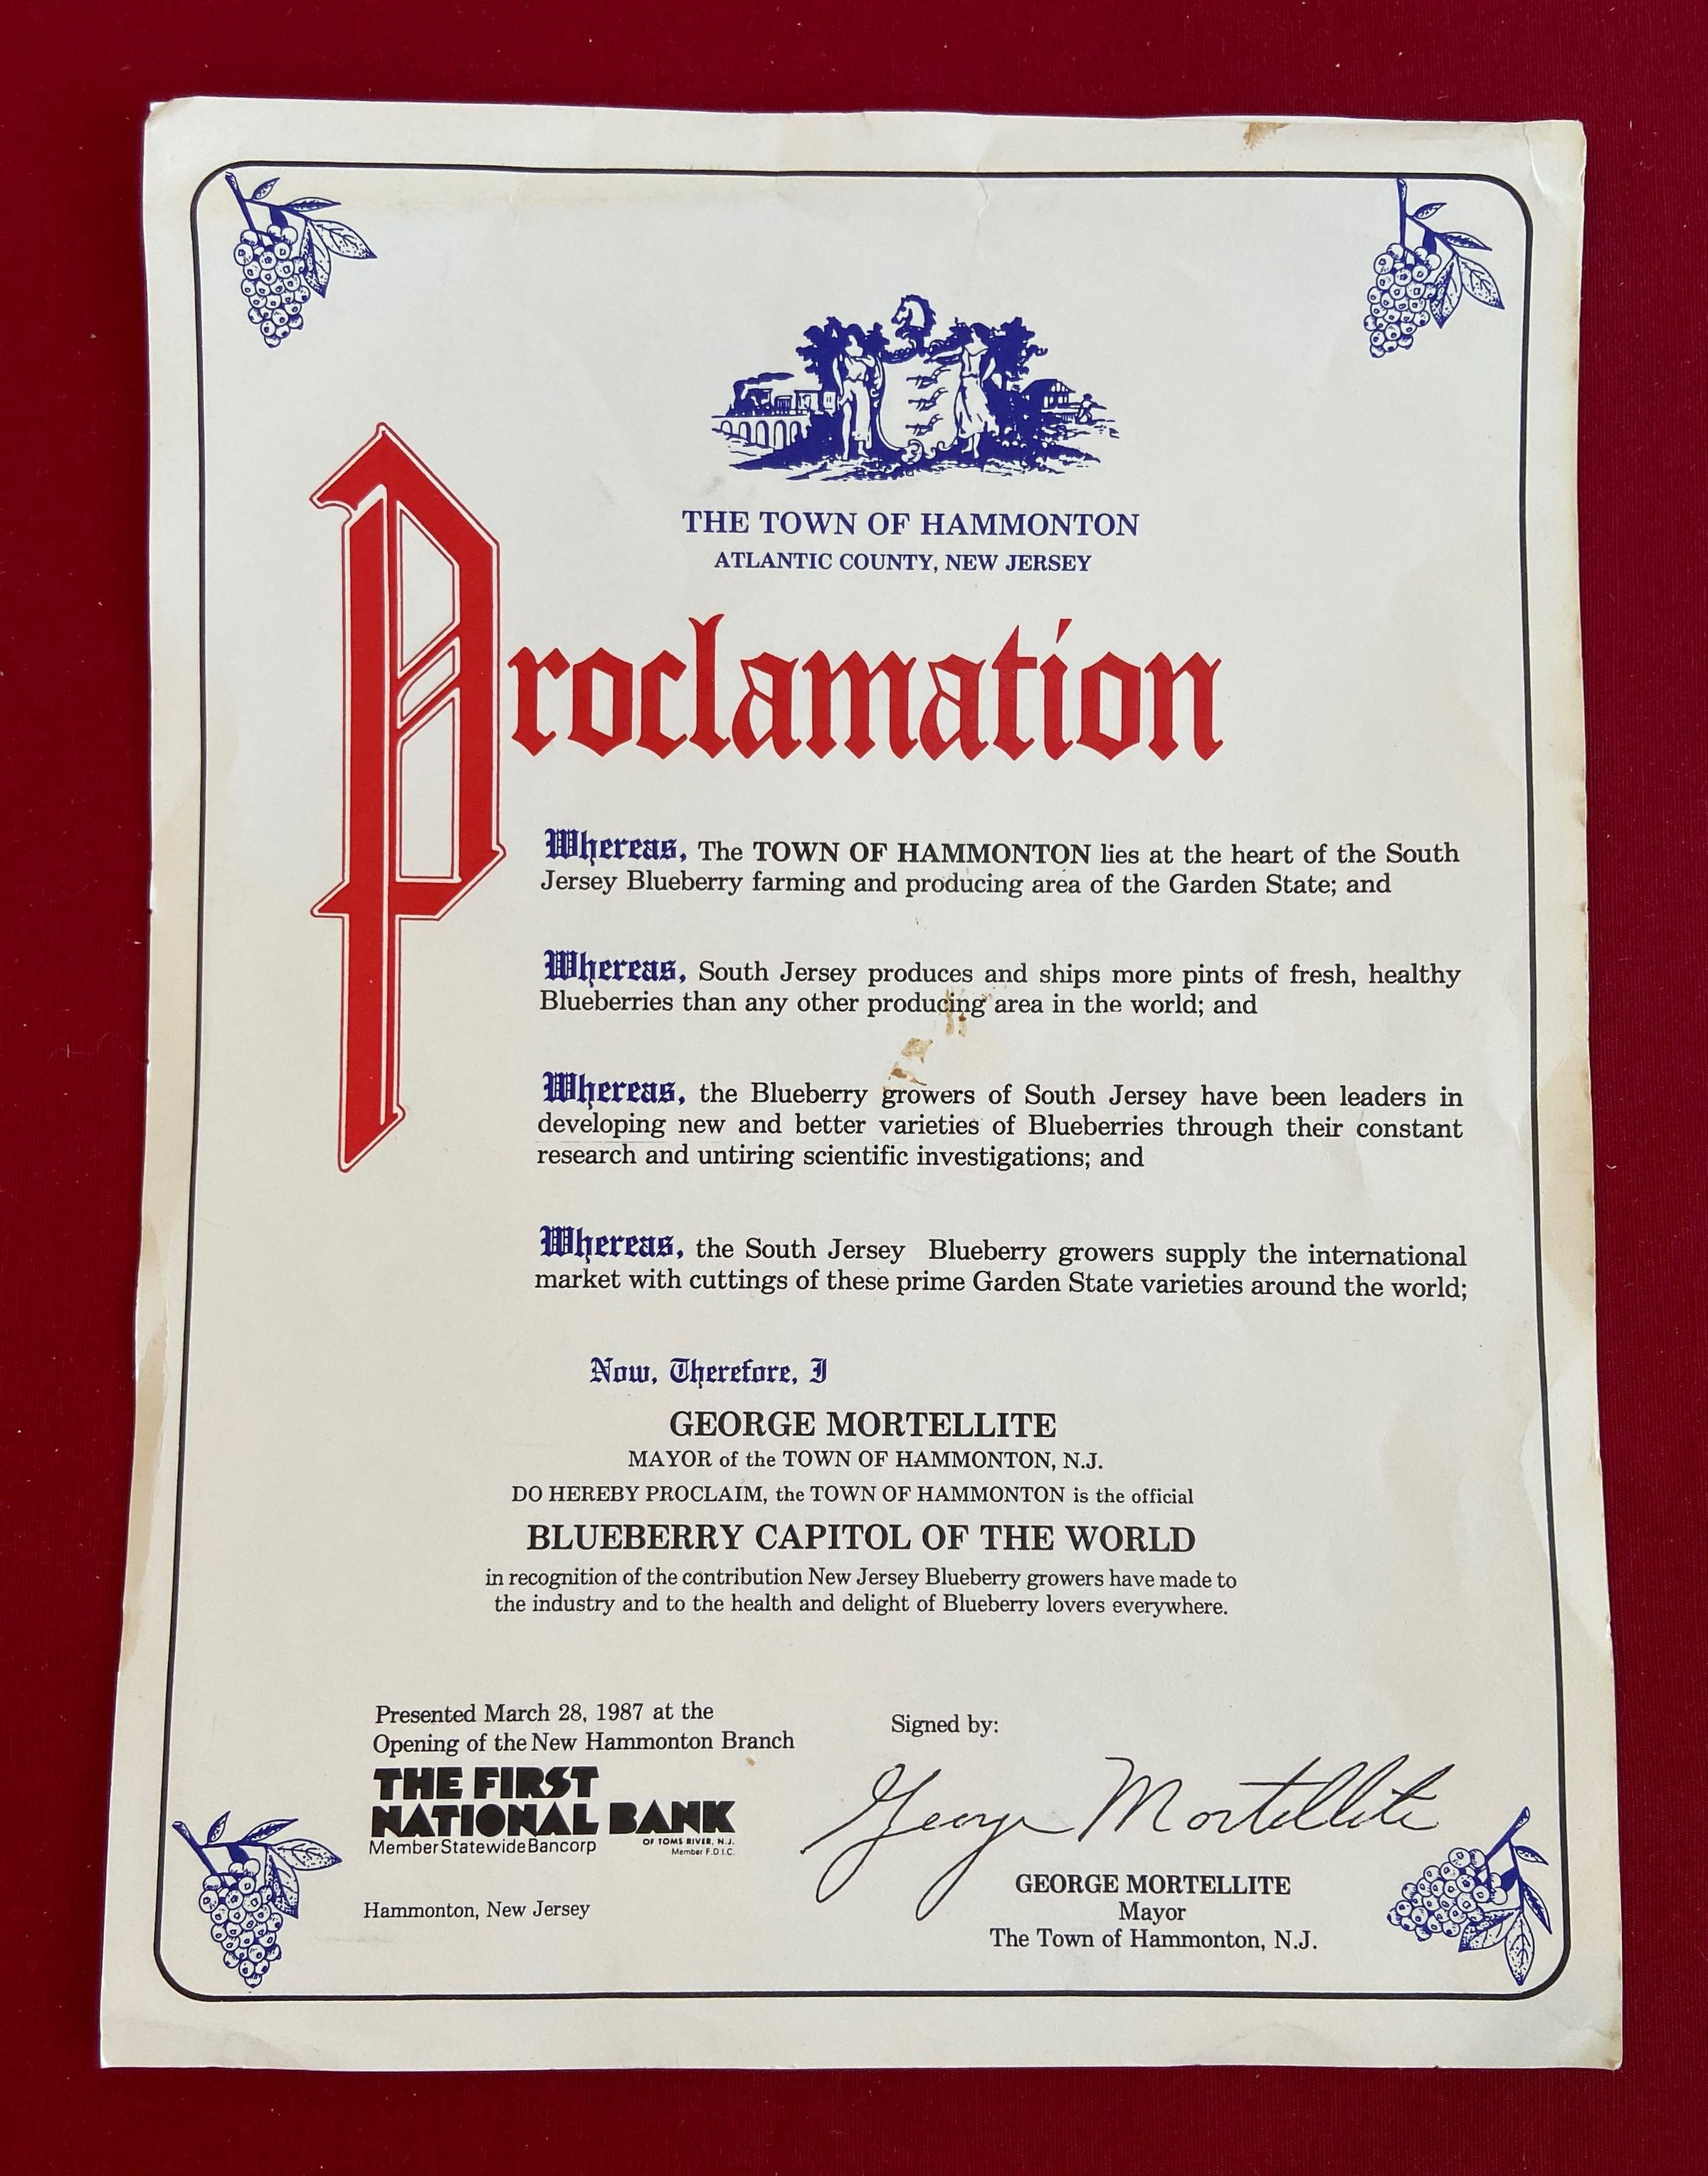 THE TOWN OF HAMMONTON
ATLANTIC COUNTY, NEW JERSEY
Proclamation
Whereas, The TOWN OF HAMMONTON lies at the heart of the South
Jersey Blueberry farming and producing area of the Garden State; and
Whereas, South Jersey produces and ships more pints of fresh, healthy
Blueberries than any other producing area in the world; and
Whereas, the Blueberry growers of South Jersey have been leaders in
developing new and better varieties of Blueberries through their constant
research and untiring scientific investigations; and
Whereas, the South Jersey Blueberry growers supply the international
market with cuttings of these prime Garden State varieties around the world;
Now, Therefore, I
GEORGE MORTELLITE
MAYOR of the TOWN OF HAMMONTON, N.J.
DO HEREBY PROCLAIM, the TOWN OF HAMMONTON is the official
BLUEBERRY CAPITOL OF THE WORLD
in recognition of the contribution New Jersey Blueberry growers have made to
the industry and to the health and delight of Blueberry lovers everywhere.
Presented March 28, 1987 at the
Opening of the New Hammonton Branch
THE FIRST
NATIONAL BANK
Member Statewide Bancorp
OF TOMS RIVER, N.J.
Member F.D.I.C.
Hammonton, New Jersey
Signed by:
George Mortellite
GEORGE MORTELLITE
Mayor
The Town of Hammonton, N.J.